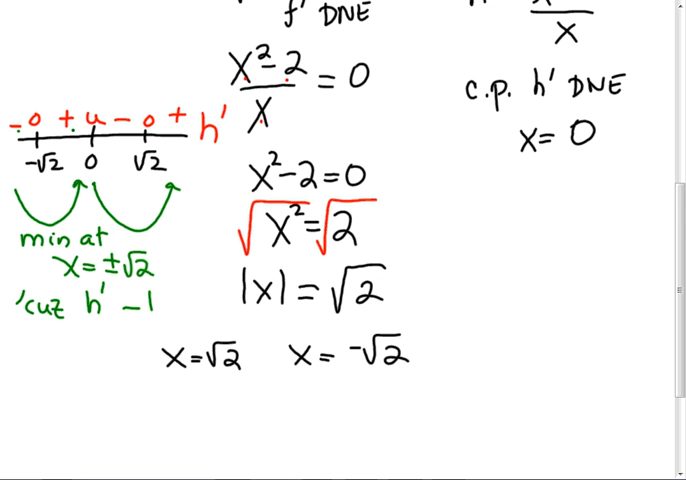 f' DNE
x
x² - 2 / x = 0
c.p. h' DNE
x = 0
- 0 + u - 0 + h'
-√2 0 √2
x² - 2 = 0
√x² = √2
min at
x = ±√2
'cuz h' -|
|x| = √2
x = √2 x = -√2